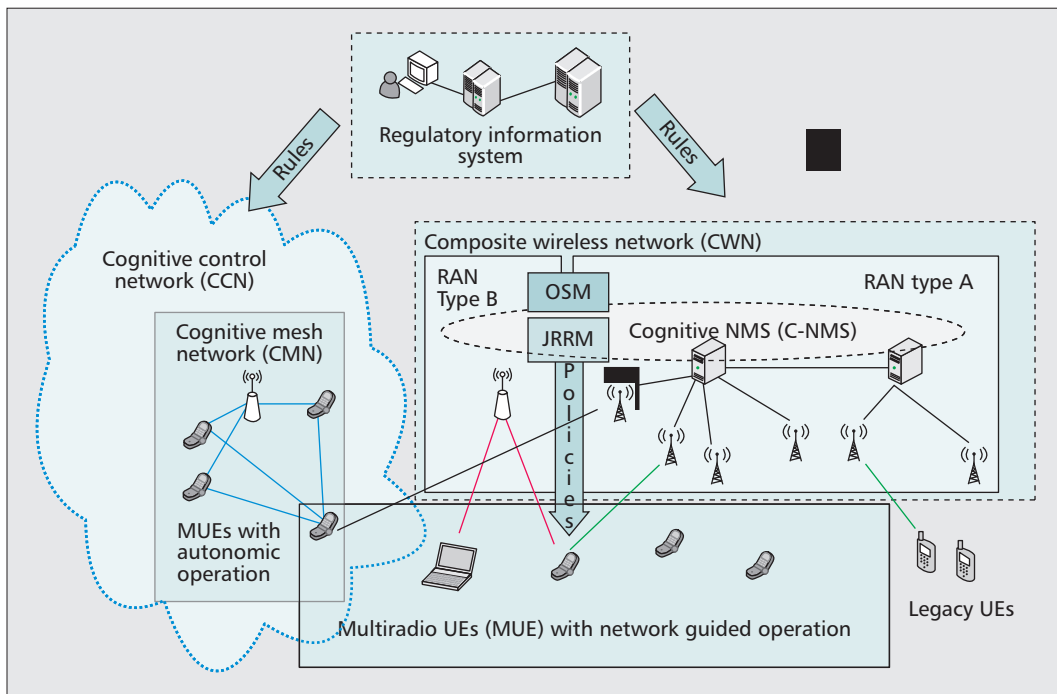 Regulatory information
system
Rules
Rules
Cognitive control
network (CCN)
Composite wireless network (CWN)
RAN
Type B
OSM
RAN type A
JRRM
Cognitive NMS (C-NMS)
Cognitive mesh
network (CMN)
Policies
MUEs with
autonomic
operation
Legacy UEs
Multiradio UEs (MUE) with network guided operation